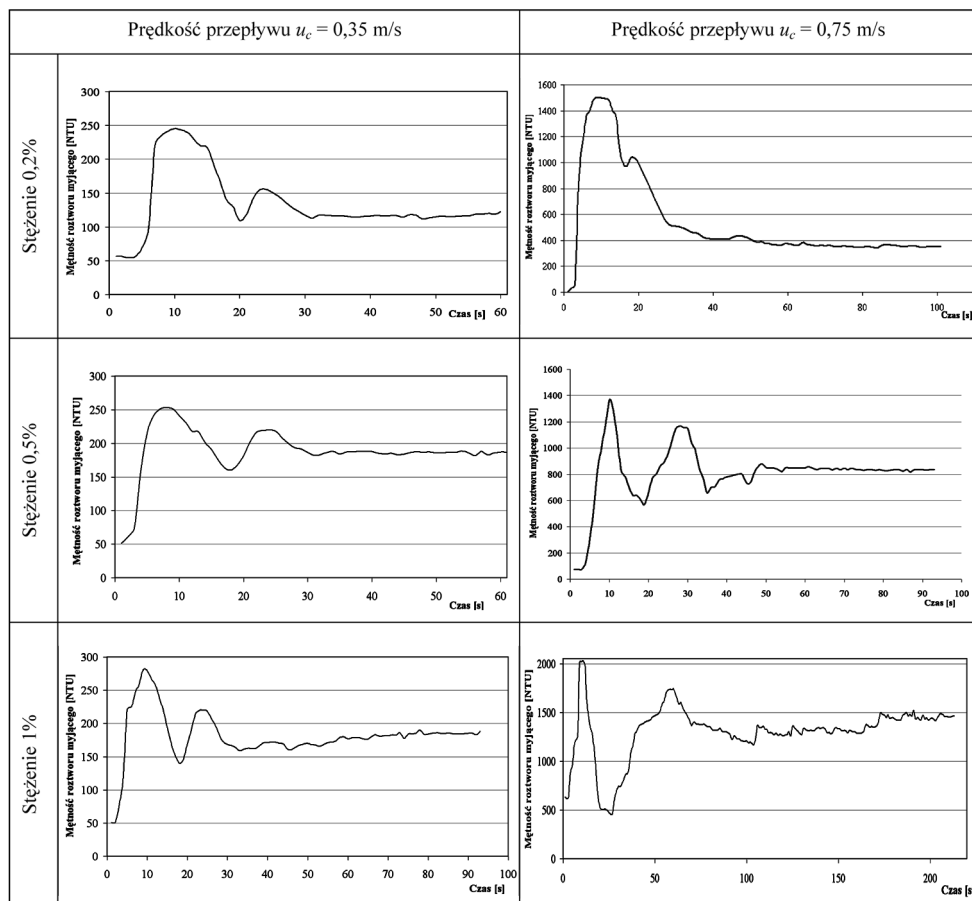 Prędkość przepływu u_c = 0,35 m/s
Prędkość przepływu u_c = 0,75 m/s
Stężenie 0,2%
Mętność roztworu myjącego [NTU]
300
250
200
150
100
50
0
0 10 20 30 40 50 60
Czas [s]
Mętność roztworu myjącego [NTU]
1600
1400
1200
1000
800
600
400
200
0
0 20 40 60 80 100
Czas [s]
Stężenie 0,5%
Mętność roztworu myjącego [NTU]
300
250
200
150
100
50
0
0 10 20 30 40 50 60
Czas [s]
Mętność roztworu myjącego [NTU]
1600
1400
1200
1000
800
600
400
200
0
0 10 20 30 40 50 60 70 80 90 100
Czas [s]
Stężenie 1%
Mętność roztworu myjącego [NTU]
300
250
200
150
100
50
0
0 10 20 30 40 50 60 70 80 90 100
Czas [s]
Mętność roztworu myjącego [NTU]
2000
1500
1000
500
0
0 50 100 150 200
Czas [s]